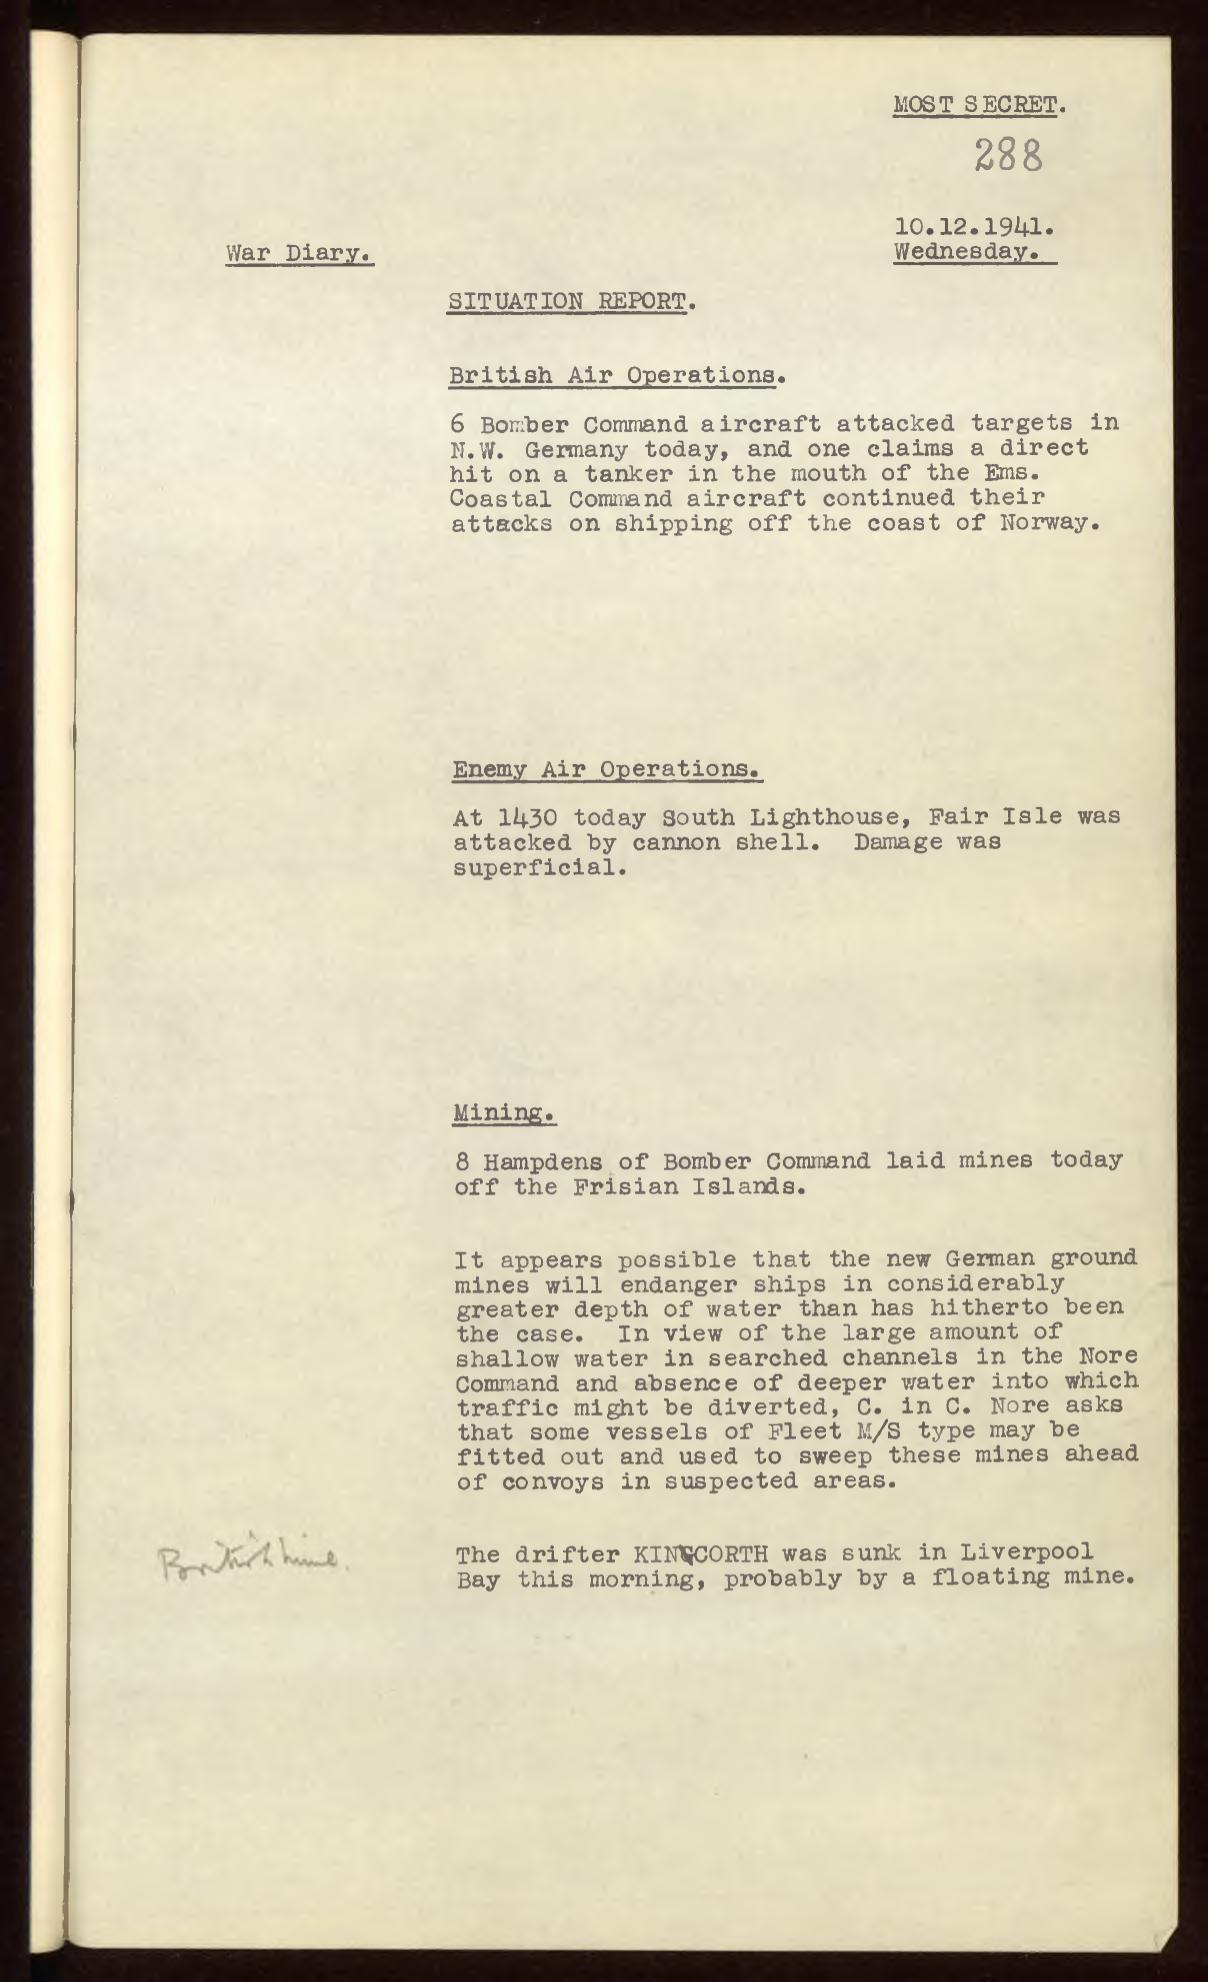 MOST SECRET.
288
10.12.1941.
War Diary.
Wednesday.
SITUATION REPORT.
British Air Operations.
6 Bomber Command aircraft attacked targets in
N.W. Germany today, and one claims a direct
hit on a tanker in the mouth of the Ems.
Coastal Command aircraft continued their
attacks on shipping off the coast of Norway.
Enemy Air Operations.
At 1430 today South Lighthouse, Fair Isle was
attacked by cannon shell. Damage was
superficial.
Mining.
8 Hampdens of Bomber Command laid mines today
off the Frisian Islands.
It appears possible that the new German ground
mines will endanger ships in considerably
greater depth of water than has hitherto been
the case. In view of the large amount of
shallow water in searched channels in the Nore
Command and absence of deeper water into which
traffic might be diverted, C. in C. Nore asks
that some vessels of Fleet M/S type may be
fitted out and used to sweep these mines ahead
of convoys in suspected areas.
British mine.
The drifter KINGCORTH was sunk in Liverpool
Bay this morning, probably by a floating mine.